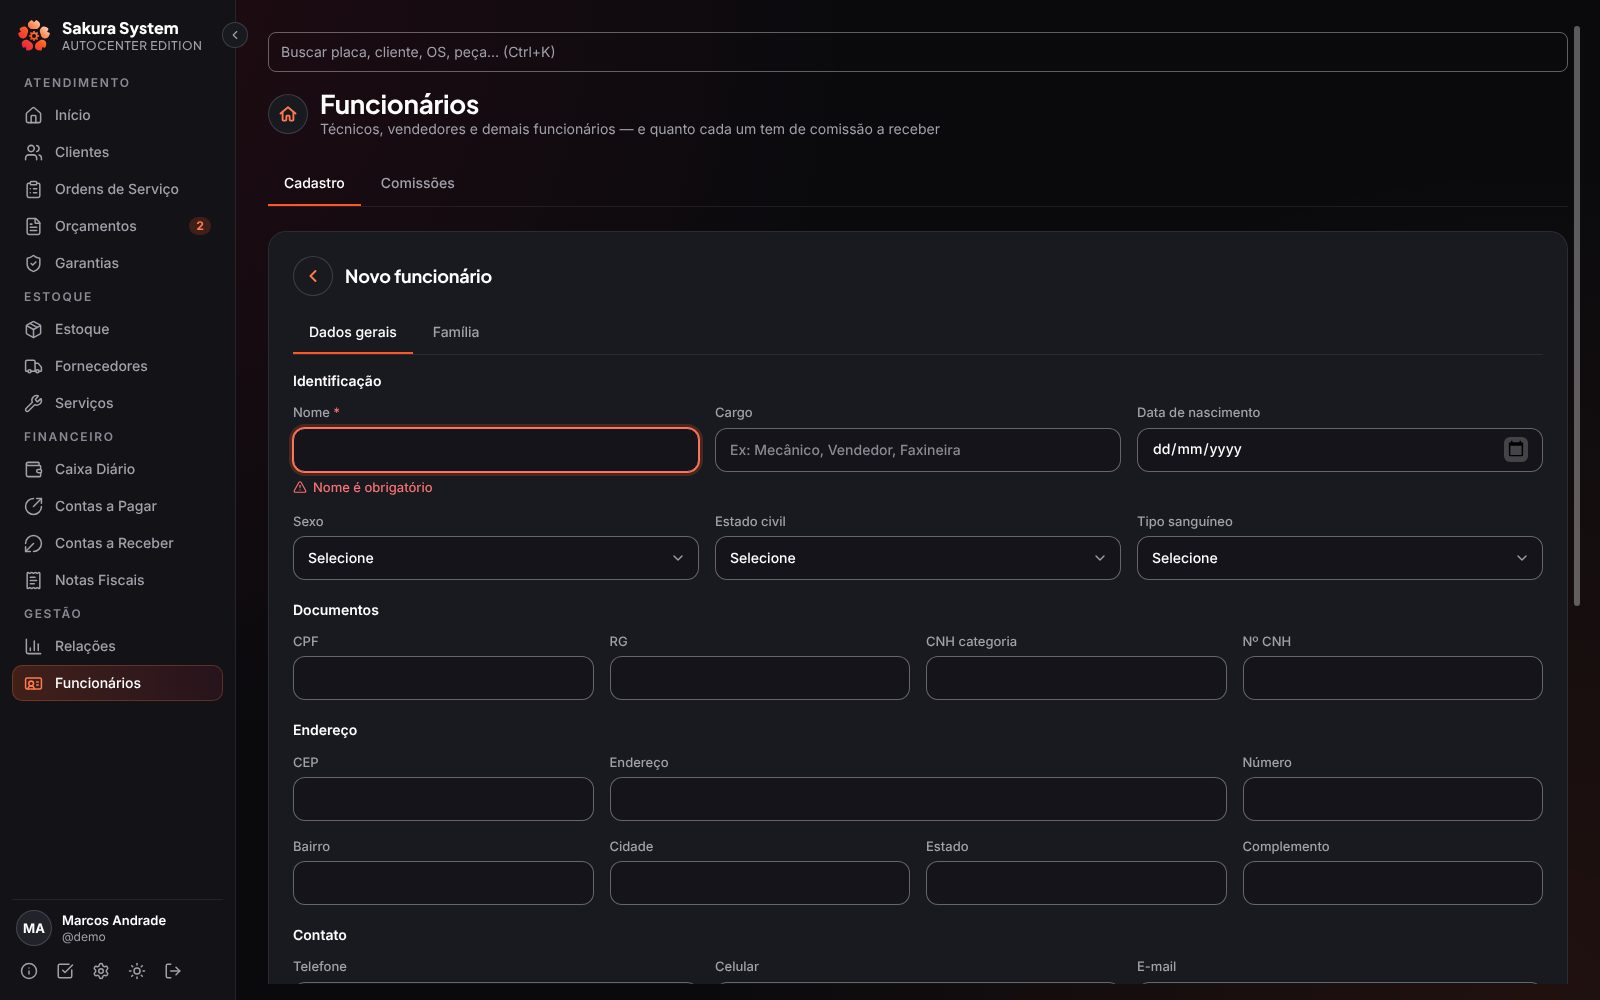 Sakura System
AUTOCENTER EDITION
ATENDIMENTO
Início
Clientes
Ordens de Serviço
Orçamentos 2
Garantias
ESTOQUE
Estoque
Fornecedores
Serviços
FINANCEIRO
Caixa Diário
Contas a Pagar
Contas a Receber
Notas Fiscais
GESTÃO
Relações
Funcionários
MA
Marcos Andrade
@demo
Buscar placa, cliente, OS, peça... (Ctrl+K)
Funcionários
Técnicos, vendedores e demais funcionários — e quanto cada um tem de comissão a receber
Cadastro Comissões
Novo funcionário
Dados gerais Família
Identificação
Nome * Cargo Data de nascimento
Ex: Mecânico, Vendedor, Faxineira dd/mm/yyyy
Nome é obrigatório
Sexo Estado civil Tipo sanguíneo
Selecione Selecione Selecione
Documentos
CPF RG CNH categoria Nº CNH
Endereço
CEP Endereço Número
Bairro Cidade Estado Complemento
Contato
Telefone Celular E-mail